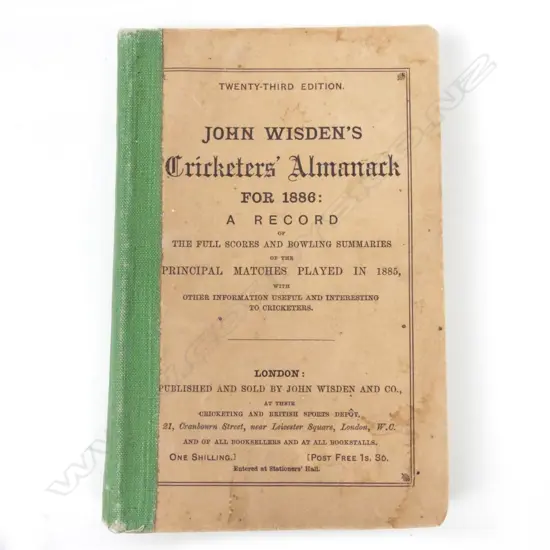 TWENTY-THIRD EDITION.
JOHN WISDEN'S
Cricketers' Almanack
FOR 1886:
A RECORD
OF
THE FULL SCORES AND BOWLING SUMMARIES
OF THE
PRINCIPAL MATCHES PLAYED IN 1885,
WITH
OTHER INFORMATION USEFUL AND INTERESTING
TO CRICKETERS.
LONDON:
PUBLISHED AND SOLD BY JOHN WISDEN AND CO.,
AT THEIR
CRICKETING AND BRITISH SPORTS DEPÔT,
21, Cranbourn Street, near Leicester Square, London, W.C.
AND OF ALL BOOKSELLERS AND AT ALL BOOKSTALLS.
ONE SHILLING.] [POST FREE 1s. 3D.
Entered at Stationers' Hall.